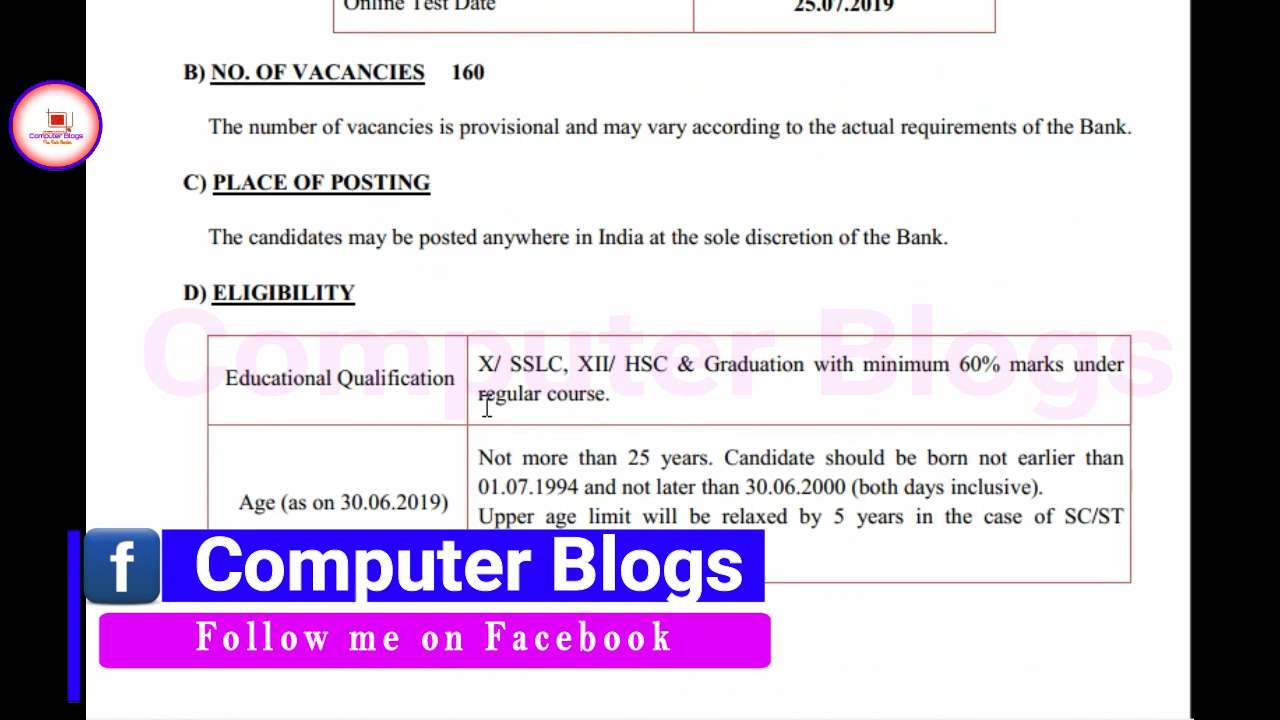 Online Test Date 25.07.2019
B) NO. OF VACANCIES 160
The number of vacancies is provisional and may vary according to the actual requirements of the Bank.
C) PLACE OF POSTING
The candidates may be posted anywhere in India at the sole discretion of the Bank.
D) ELIGIBILITY
Computer Blogs
Educational Qualification
X/ SSLC, XII/ HSC & Graduation with minimum 60% marks under
regular course.
Age (as on 30.06.2019)
Not more than 25 years. Candidate should be born not earlier than
01.07.1994 and not later than 30.06.2000 (both days inclusive).
Upper age limit will be relaxed by 5 years in the case of SC/ST
Computer Blogs
f Computer Blogs
Follow me on Facebook